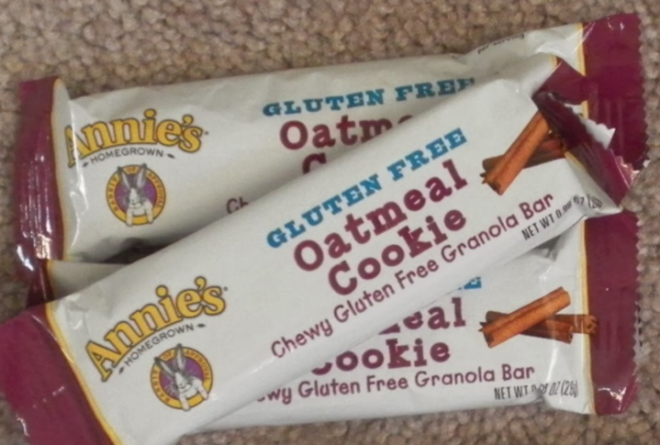 Annie's
HOMEGROWN
GLUTEN FREE
Oatm
Annie's
HOMEGROWN
GLUTEN FREE
Oatmeal
Cookie
Chewy Gluten Free Granola Bar
NET WT
eal
ookie
ewy Gluten Free Granola Bar
NET WT